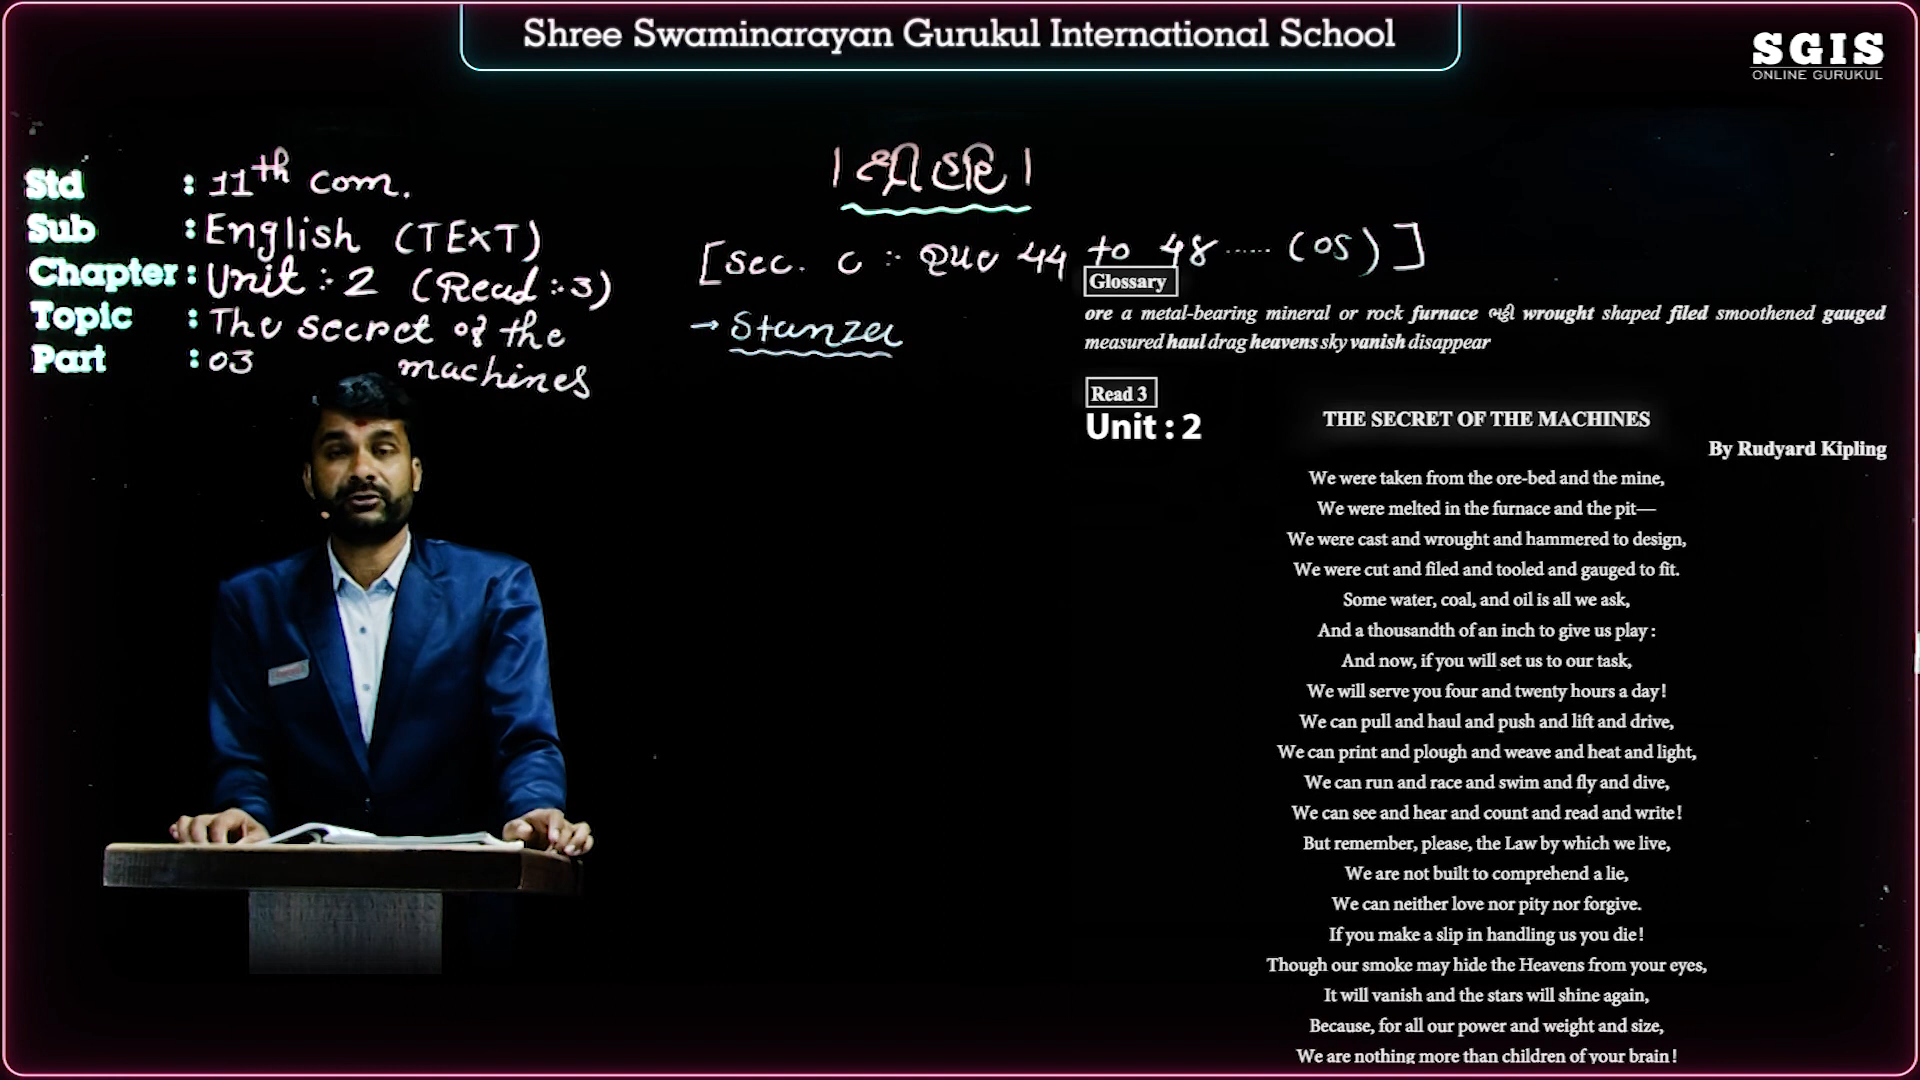 Shree Swaminarayan Gurukul International School
SGIS
ONLINE GURUKUL
। શ્રી હરિ ।
Std : 11th com.
Sub : English (TEXT)
Chapter : Unit : 2 (Read : 3)
Topic : The secret of the machines
Part : 03
[Sec. C : Que 44 to 48 ..... (05)]
→ Stanza
Glossary
ore a metal-bearing mineral or rock furnace ભઠ્ઠી wrought shaped filed smoothened gauged
measured haul drag heavens sky vanish disappear
Read 3
Unit : 2
THE SECRET OF THE MACHINES
By Rudyard Kipling
We were taken from the ore-bed and the mine,
We were melted in the furnace and the pit—
We were cast and wrought and hammered to design,
We were cut and filed and tooled and gauged to fit.
Some water, coal, and oil is all we ask,
And a thousandth of an inch to give us play :
And now, if you will set us to our task,
We will serve you four and twenty hours a day !
We can pull and haul and push and lift and drive,
We can print and plough and weave and heat and light,
We can run and race and swim and fly and dive,
We can see and hear and count and read and write !
But remember, please, the Law by which we live,
We are not built to comprehend a lie,
We can neither love nor pity nor forgive.
If you make a slip in handling us you die !
Though our smoke may hide the Heavens from your eyes,
It will vanish and the stars will shine again,
Because, for all our power and weight and size,
We are nothing more than children of your brain !